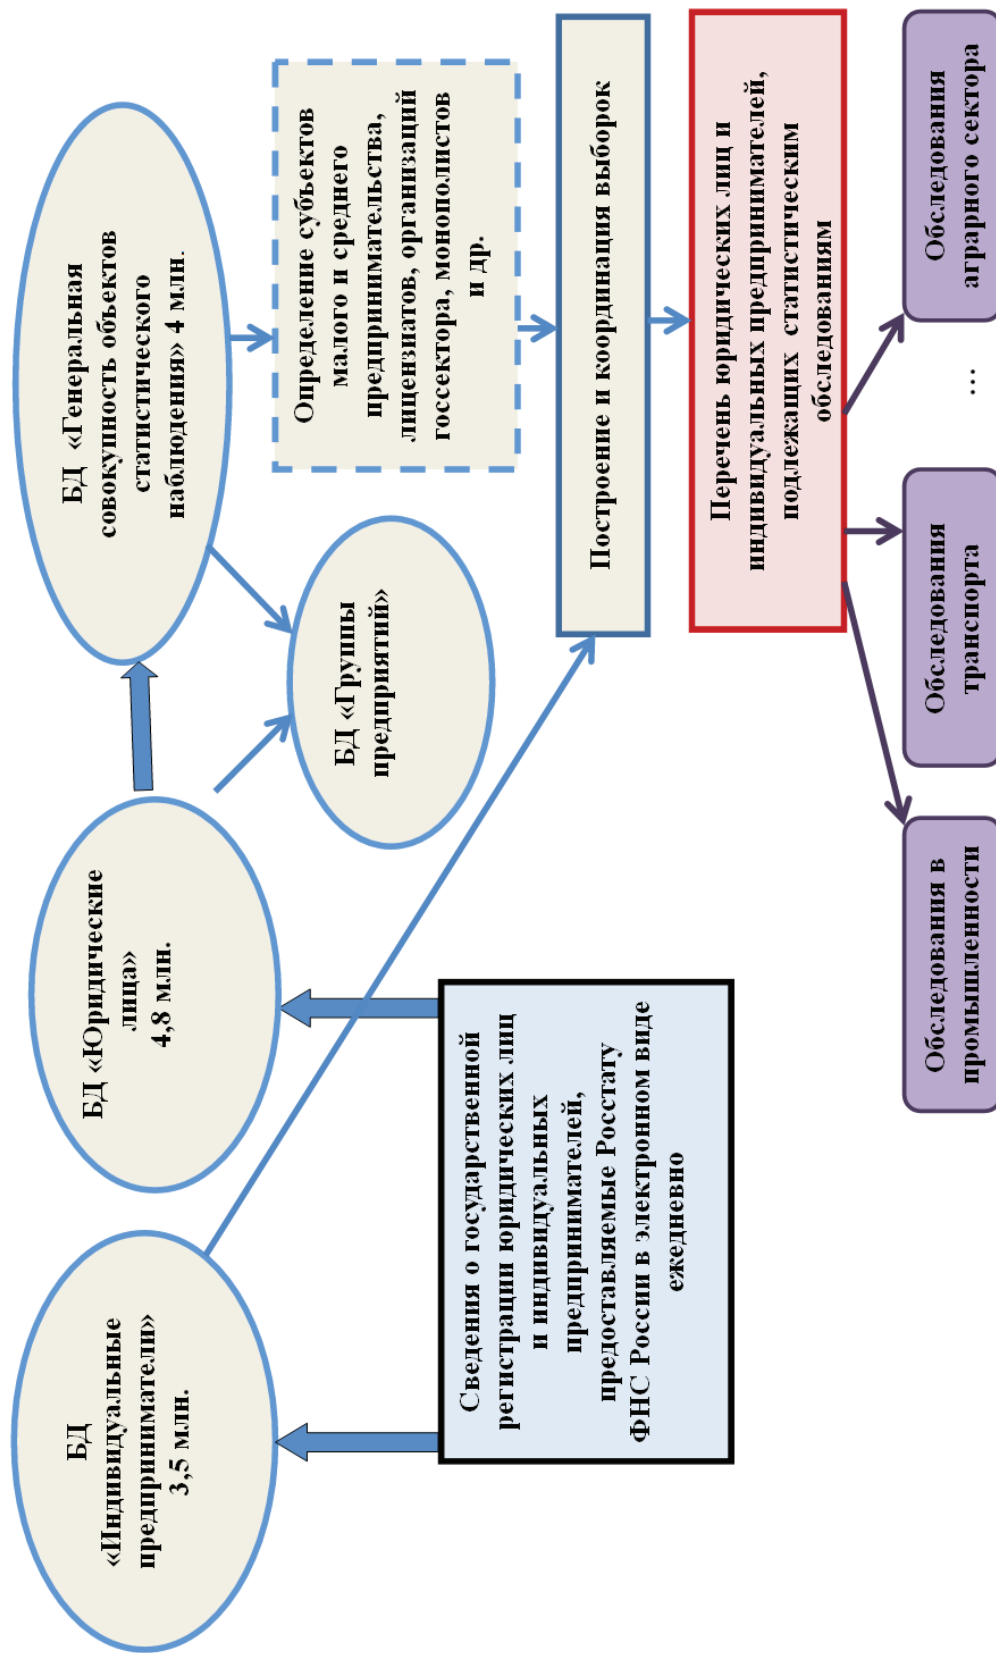 БД
«Индивидуальные
предприниматели»
3,5 млн.
БД «Юридические
лица»
4,8 млн.
БД «Генеральная
совокупность объектов
статистического
наблюдения» 4 млн.
БД «Группы
предприятий»
Определение субъектов
малого и среднего
предпринимательства,
лицензиатов, организаций
госсектора, монополистов
и др.
Сведения о государственной
регистрации юридических лиц
и индивидуальных
предпринимателей,
предоставляемые Росстату
ФНС России в электронном виде
ежедневно
Построение и координация выборок
Перечень юридических лиц и
индивидуальных предпринимателей,
подлежащих статистическим
обследованиям
Обследования в
промышленности
Обследования
транспорта
...
Обследования
аграрного сектора